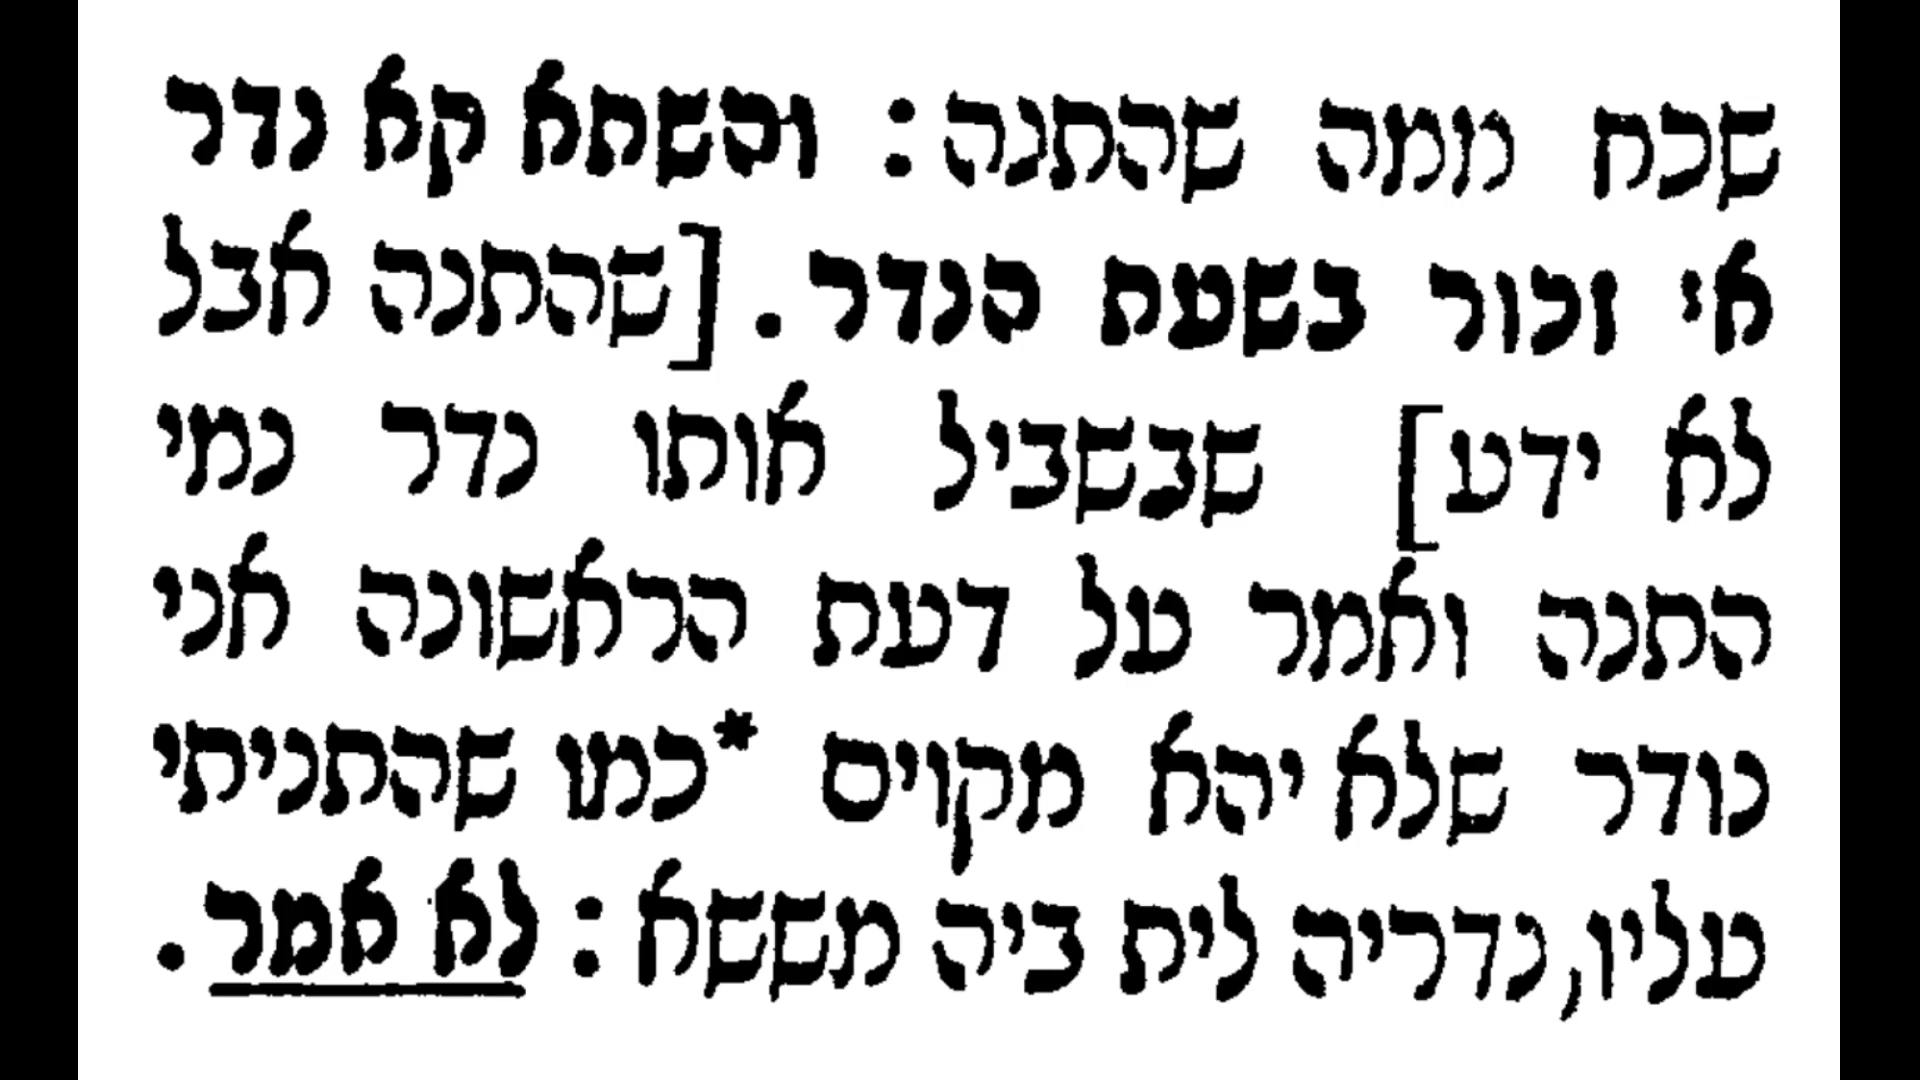 שכח ממה שהתנה: והשתא קא נדר
אי זכור בשעת הנדר. [שהתנה אבל
לא ידע] שבשביל אותו נדר נמי
התנה ואמר על דעת הראשונה אני
נודר שלא יהא מקוים *כמו שהתניתי
עליו, נדריה לית ביה מששא: לא אמר.